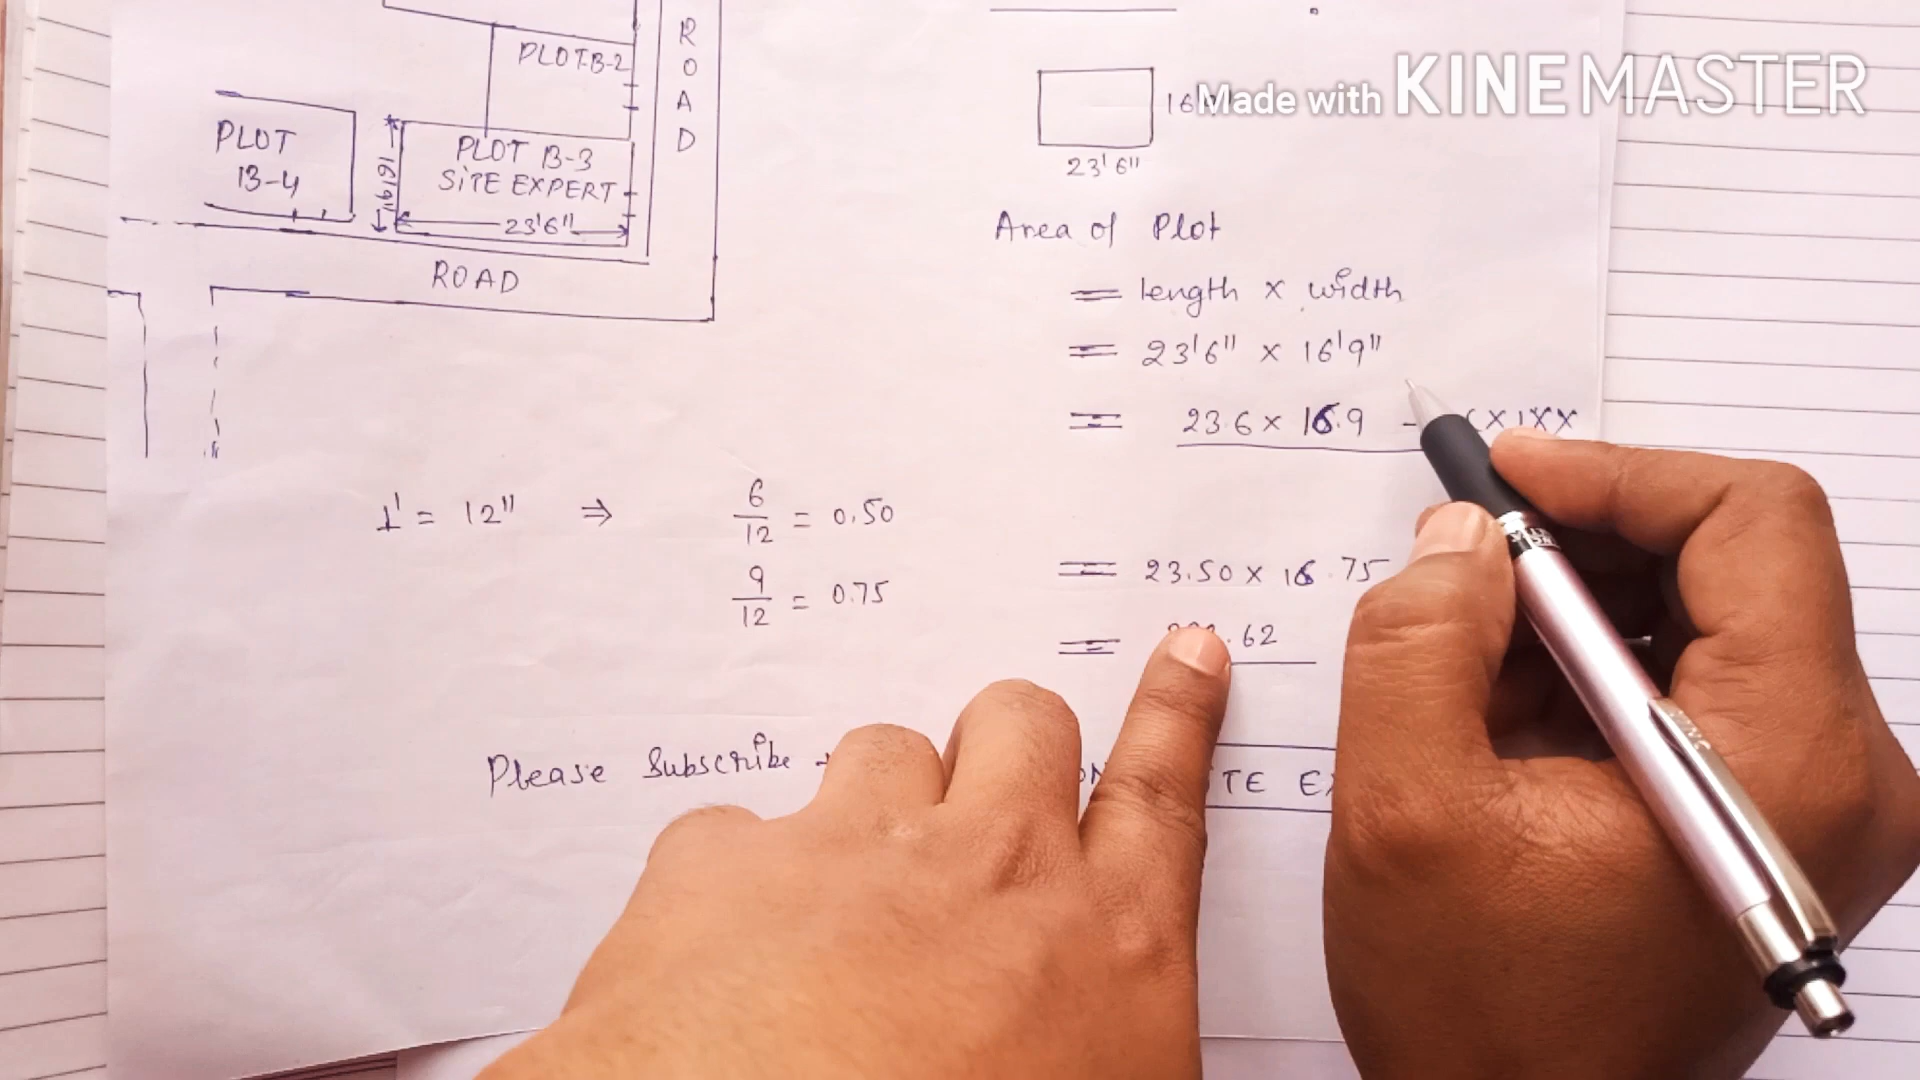 PLOT B-2
ROAD
PLOT
B-4
PLOT B-3
SiTE EXPERT
16'9"
23'6"
ROAD
Made with KINEMASTER
23'6"
Area of Plot
= length x width
= 23'6" x 16'9"
= 23.6 x 16.9
1' = 12" ⇒
6/12 = 0.50
9/12 = 0.75
= 23.50 x 16.75
= .62
Please Subscribe